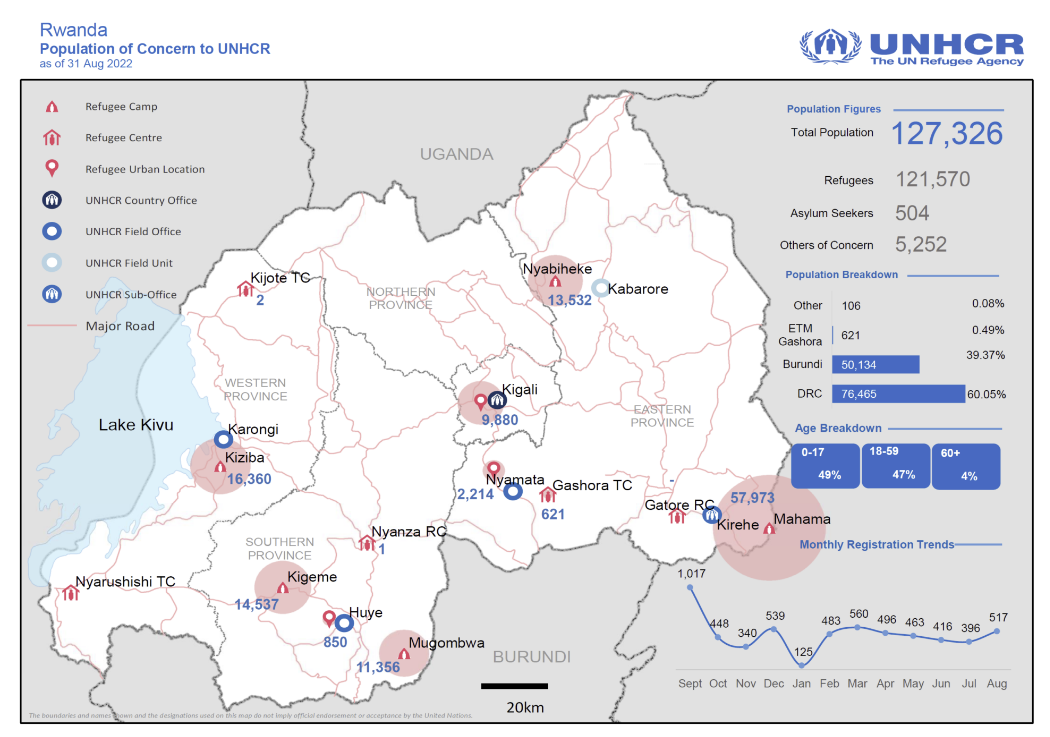 Rwanda
Population of Concern to UNHCR
as of 31 Aug 2022
UNHCR
The UN Refugee Agency
Refugee Camp
Refugee Centre
Refugee Urban Location
UNHCR Country Office
UNHCR Field Office
UNHCR Field Unit
UNHCR Sub-Office
Major Road
UGANDA
Kijote TC
2
NORTHERN
PROVINCE
Nyabiheke
13,532
Kabarore
WESTERN
PROVINCE
Lake Kivu
Karongi
Kiziba
16,360
Kigali
9,880
EASTERN
PROVINCE
Nyamata
2,214
Gashora TC
621
-
Gatore RC
57,973
Kirehe
Mahama
Nyanza RC
1
SOUTHERN
PROVINCE
Kigeme
14,537
Nyarushishi TC
Huye
850
Mugombwa
11,356
BURUNDI
20km
The boundaries and names shown and the designations used on this map do not imply official endorsement or acceptance by the United Nations.
Population Figures
Total Population 127,326
Refugees 121,570
Asylum Seekers 504
Others of Concern 5,252
Population Breakdown
Other 106 0.08%
ETM
Gashora 621 0.49%
Burundi 50,134 39.37%
DRC 76,465 60.05%
Age Breakdown
0-17 18-59 60+
49% 47% 4%
Monthly Registration Trends
1,017 448 340 539 125 483 560 496 463 416 396 517
Sept Oct Nov Dec Jan Feb Mar Apr May Jun Jul Aug